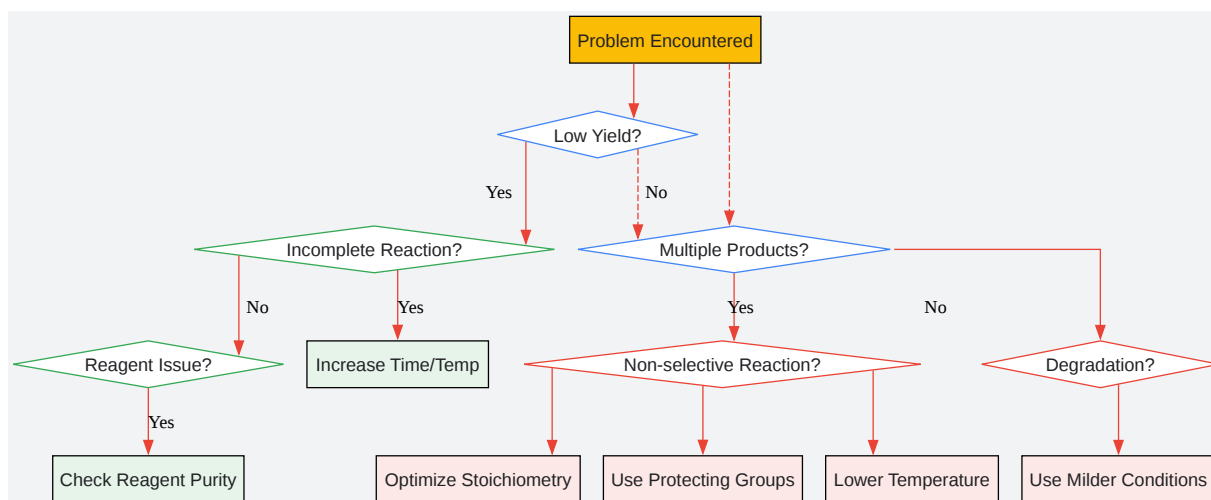 Problem Encountered
Low Yield?
Yes
No
Incomplete Reaction?
Multiple Products?
No
Yes
Yes
No
Reagent Issue?
Increase Time/Temp
Non-selective Reaction?
Degradation?
Yes
Check Reagent Purity
Optimize Stoichiometry
Use Protecting Groups
Lower Temperature
Use Milder Conditions